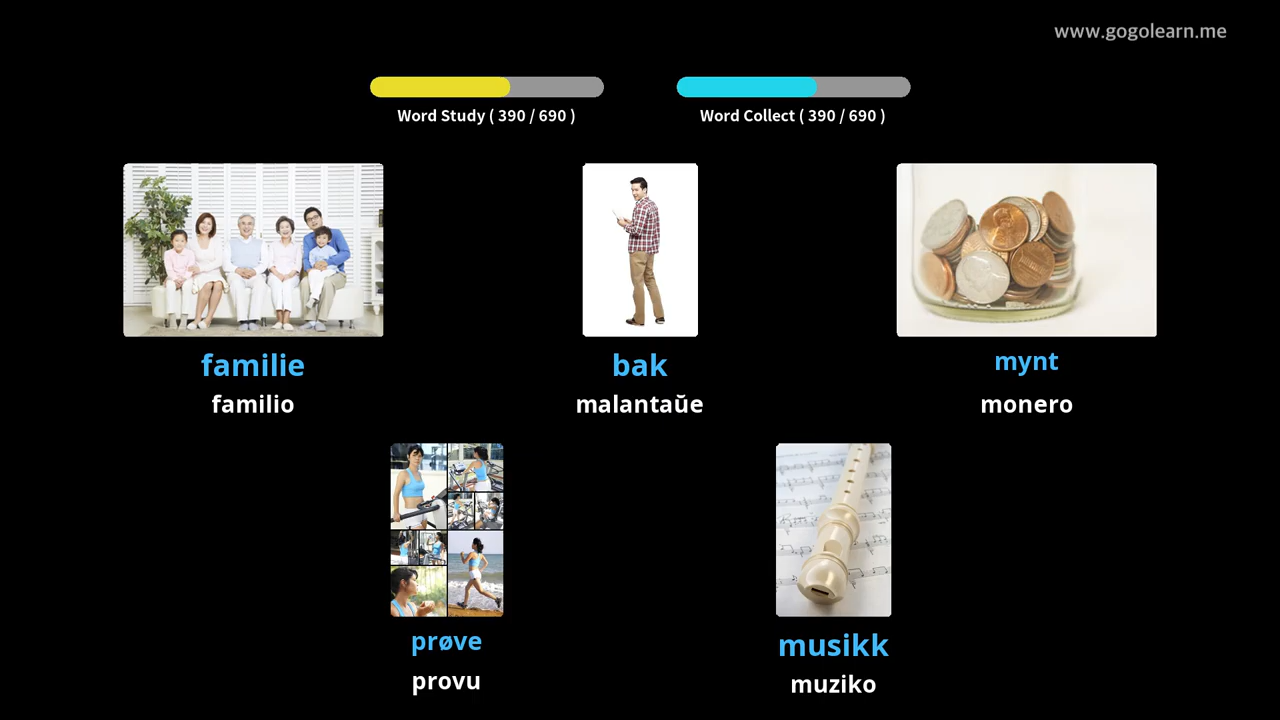 www.gogolearn.me
Word Study ( 390 / 690 )
Word Collect ( 390 / 690 )
familie
bak
mynt
familio
malantaŭe
monero
prøve
musikk
provu
muziko